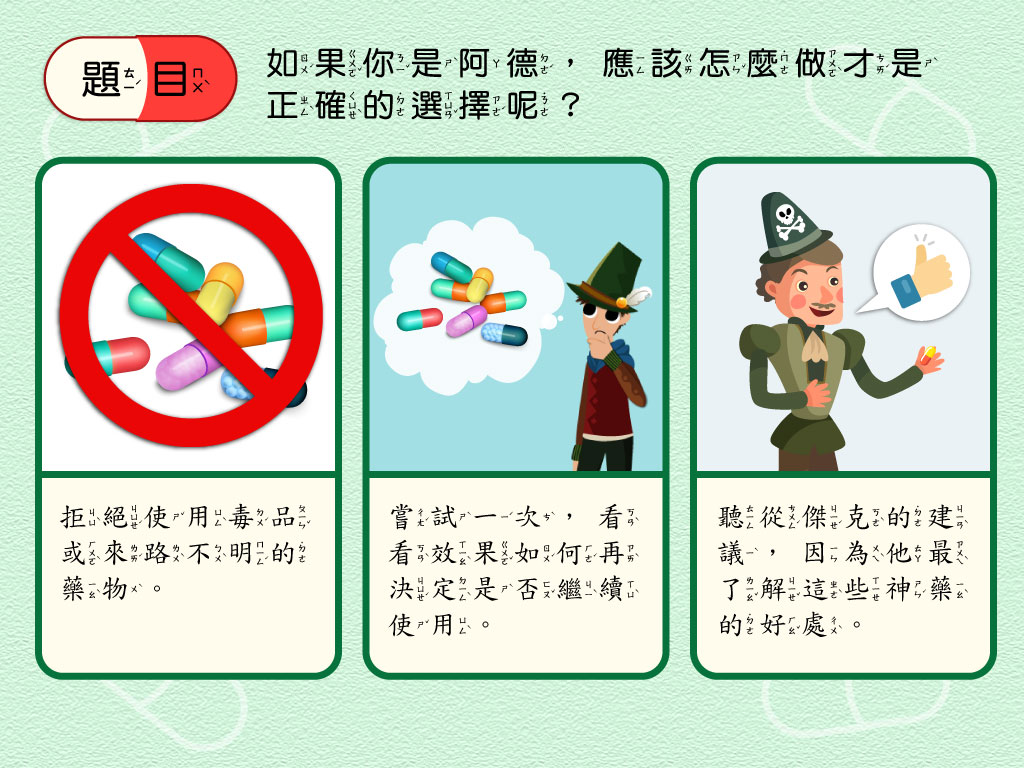 題目
如果你是阿德，應該怎麼做才是
正確的選擇呢？
拒絕使用毒品
或來路不明的
藥物。
嘗試一次，看
看效果如何再
決定是否繼續
使用。
聽從傑克的建
議，因為他最
了解這些神藥
的好處。